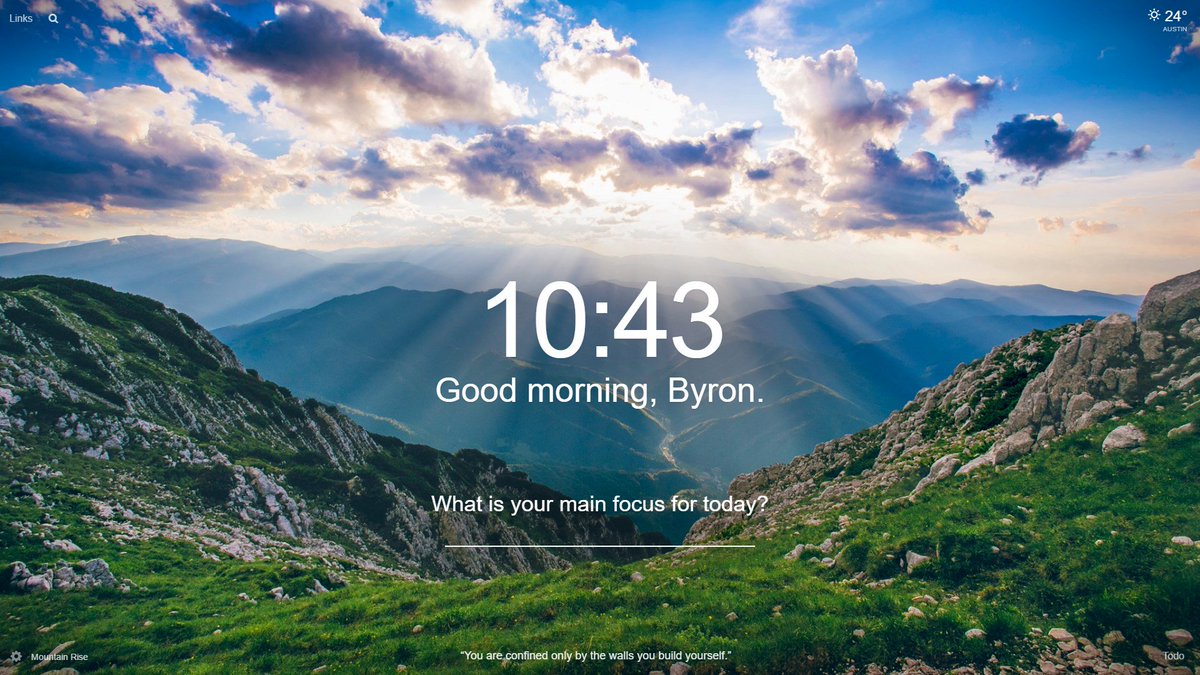 Links
24°
AUSTIN
10:43
Good morning, Byron.
What is your main focus for today?
Mountain Rise
“You are confined only by the walls you build yourself.”
Todo